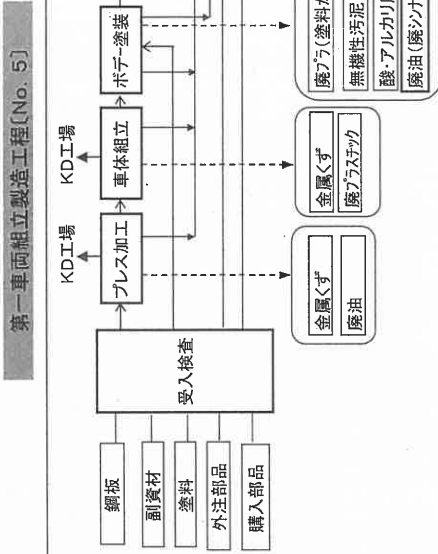 第一車両組立製造工程[No. 5]
KD工場
KD工場
鋼板
副資材
塗料
外注部品
購入部品
受入検査
プレス加工
車体組立
ボデー塗装
金属くず
廃油
金属くず
廃プラスチック
廃プラ(塗料
無機性汚泥
酸・アルカリ
廃油(廃シンナ